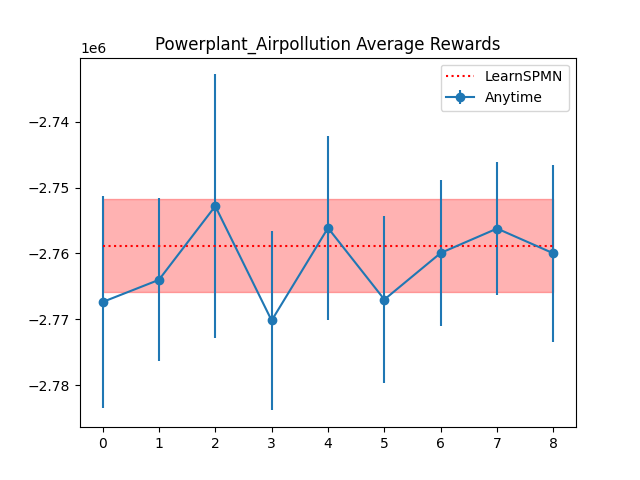 Powerplant_Airpollution Average Rewards
1e6
LearnSPMN
Anytime
−2.74
−2.75
−2.76
−2.77
−2.78
0 1 2 3 4 5 6 7 8